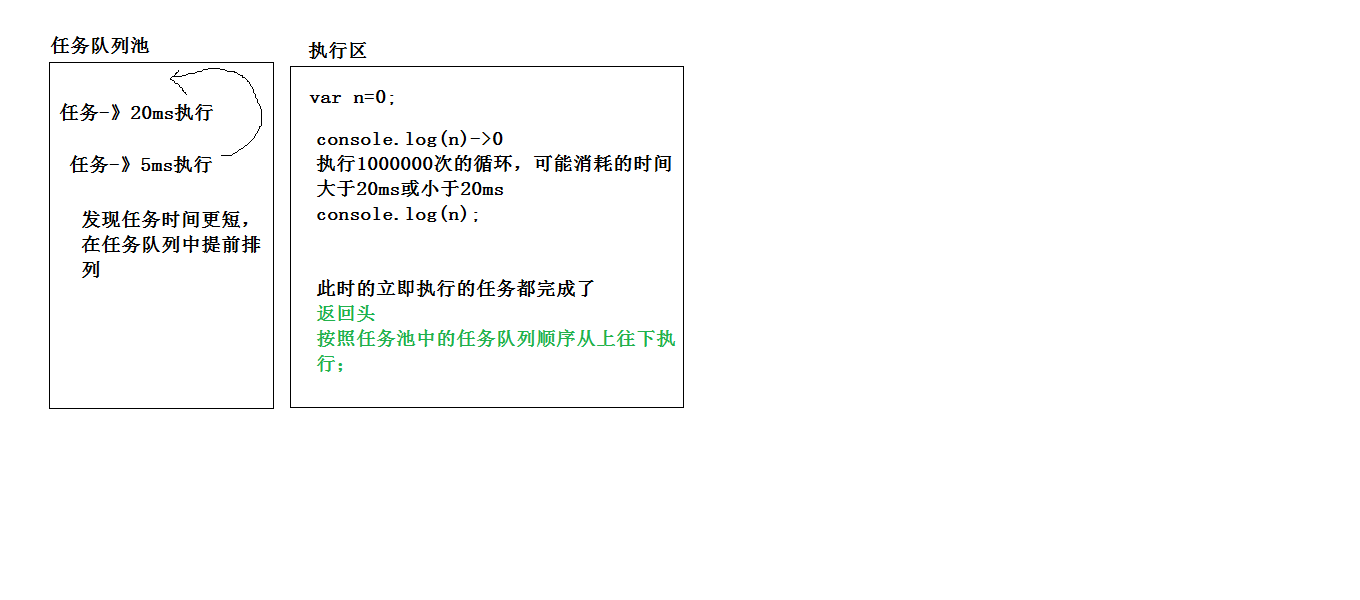 任务队列池
任务-》20ms执行
任务-》5ms执行
发现任务时间更短，
在任务队列中提前排
列
执行区
var n=0;
console.log(n)->0
执行1000000次的循环，可能消耗的时间
大于20ms或小于20ms
console.log(n);
此时的立即执行的任务都完成了
返回头
按照任务池中的任务队列顺序从上往下执
行；